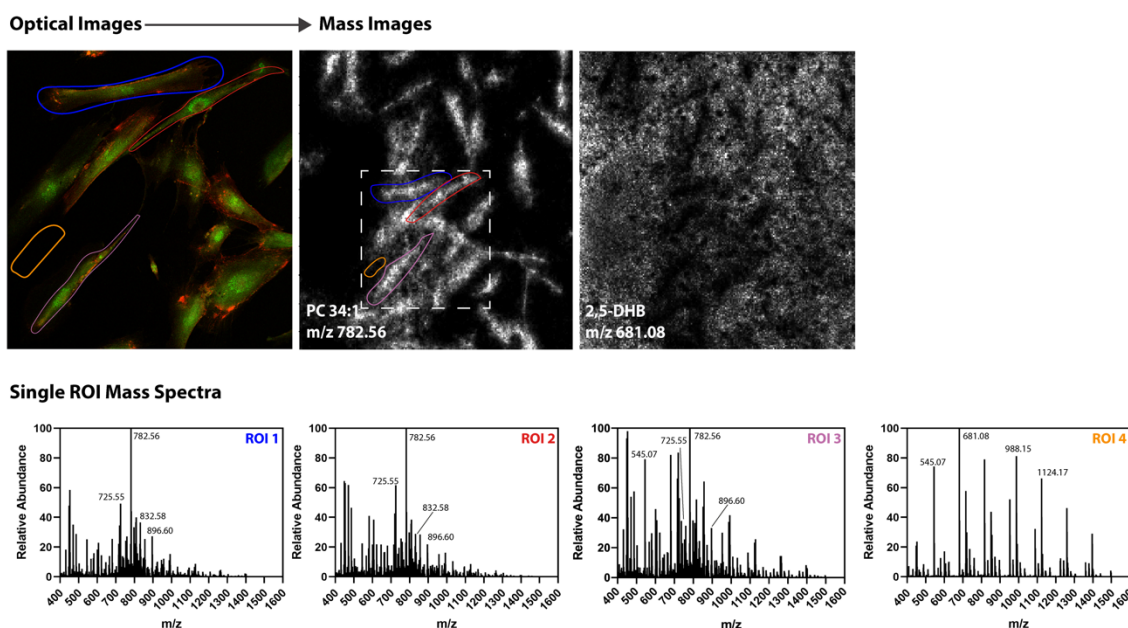 Optical Images
Mass Images
PC 34:1
m/z 782.56
2,5-DHB
m/z 681.08
Single ROI Mass Spectra
Relative Abundance
100
80
60
40
20
0
782.56
ROI 1
725.55
832.58
896.60
400 500 600 700 800 900 1000 1100 1200 1300 1400 1500 1600
m/z
Relative Abundance
100
80
60
40
20
0
782.56
ROI 2
725.55
832.58
896.60
400 500 600 700 800 900 1000 1100 1200 1300 1400 1500 1600
m/z
Relative Abundance
100
80
60
40
20
0
725.55
782.56
ROI 3
545.07
896.60
400 500 600 700 800 900 1000 1100 1200 1300 1400 1500 1600
m/z
Relative Abundance
100
80
60
40
20
0
681.08
ROI 4
545.07
988.15
1124.17
400 500 600 700 800 900 1000 1100 1200 1300 1400 1500 1600
m/z